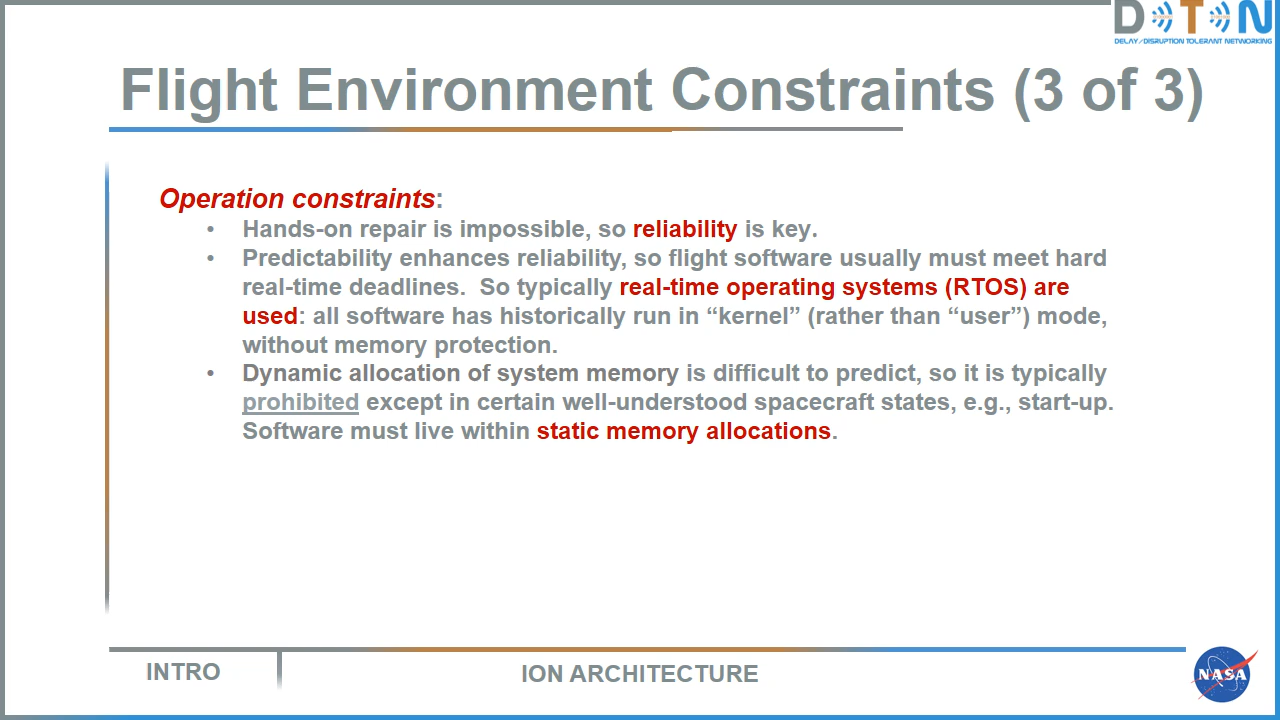 DTN
DELAY/DISRUPTION TOLERANT NETWORKING
Flight Environment Constraints (3 of 3)
Operation constraints:
• Hands-on repair is impossible, so reliability is key.
• Predictability enhances reliability, so flight software usually must meet hard
real-time deadlines.  So typically real-time operating systems (RTOS) are
used: all software has historically run in “kernel” (rather than “user”) mode,
without memory protection.
• Dynamic allocation of system memory is difficult to predict, so it is typically
prohibited except in certain well-understood spacecraft states, e.g., start-up.
Software must live within static memory allocations.
INTRO
ION ARCHITECTURE
NASA